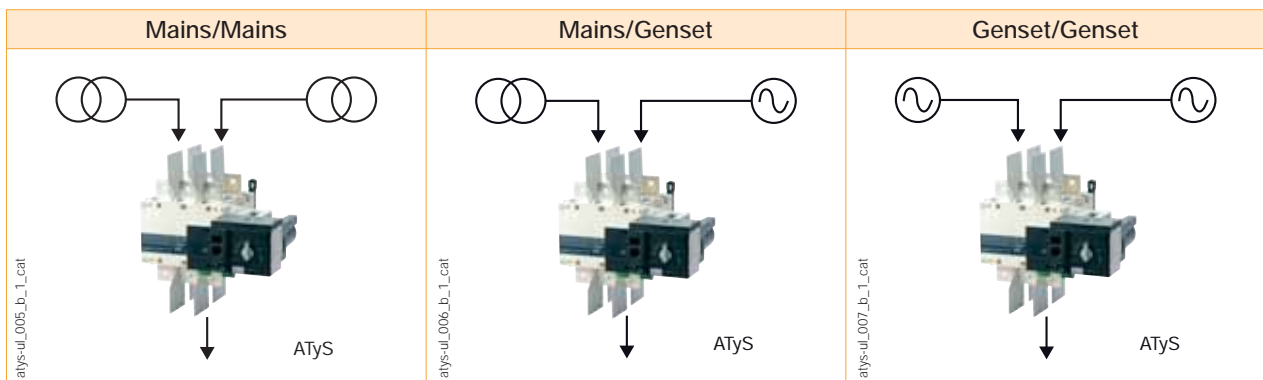 Mains/Mains
Mains/Genset
Genset/Genset
atys-ul_005_b_1_cat
ATyS
atys-ul_006_b_1_cat
ATyS
atys-ul_007_b_1_cat
ATyS